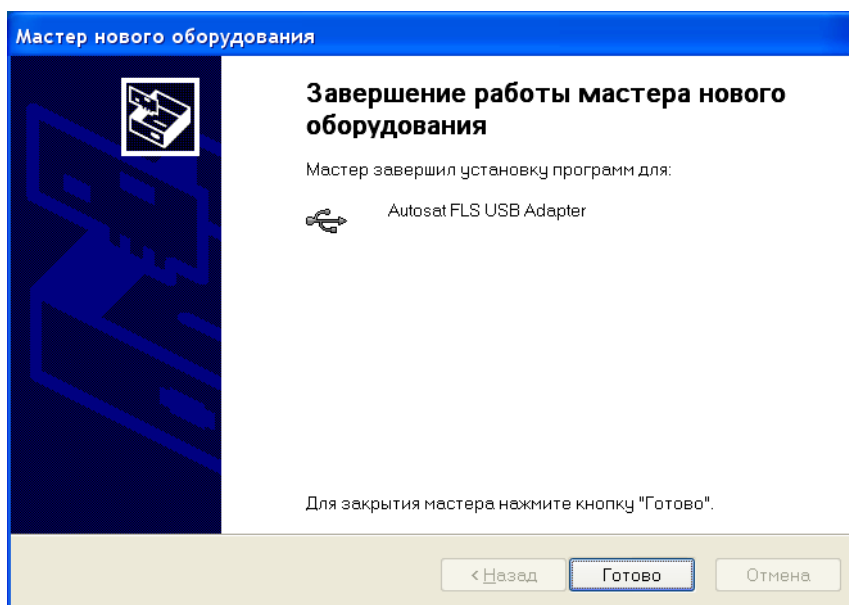 Мастер нового оборудования
Завершение работы мастера нового
оборудования
Мастер завершил установку программ для:
Autosat FLS USB Adapter
Для закрытия мастера нажмите кнопку "Готово".
< Назад
Готово
Отмена